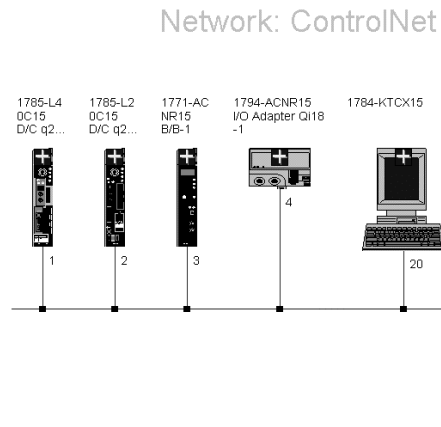 Network: ControlNet
1785-L4
0C15
D/C q2...
1785-L2
0C15
D/C q2...
1771-AC
NR15
B/B-1
1794-ACNR15
I/O Adapter Qi18
-1
1784-KTCX15
1
2
3
4
20